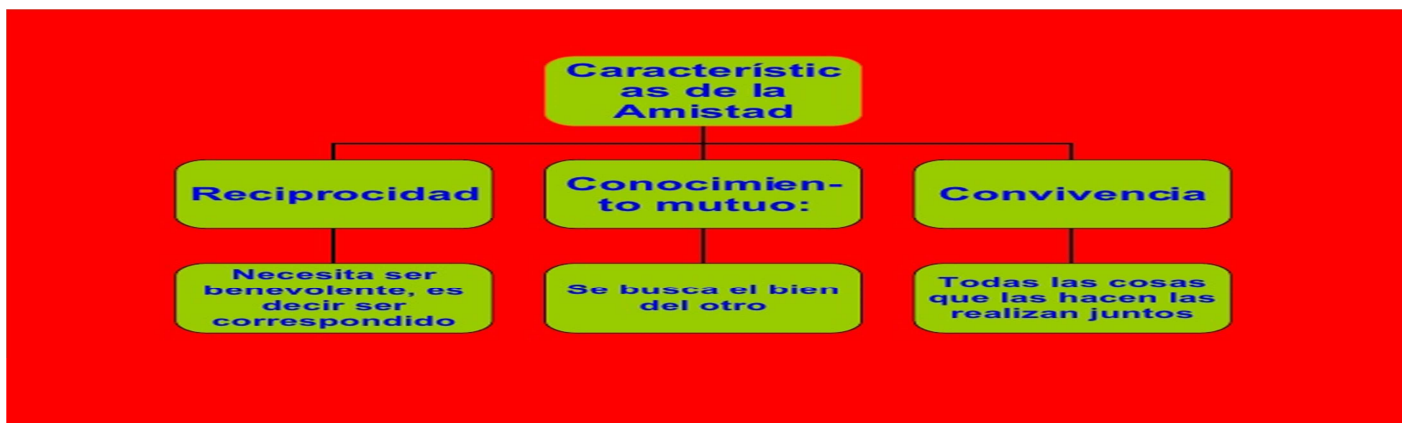 Característic
as de la
Amistad
Reciprocidad
Conocimien-
to mutuo:
Convivencia
Necesita ser
benevolente, es
decir ser
correspondido
Se busca el bien
del otro
Todas las cosas
que las hacen las
realizan juntos